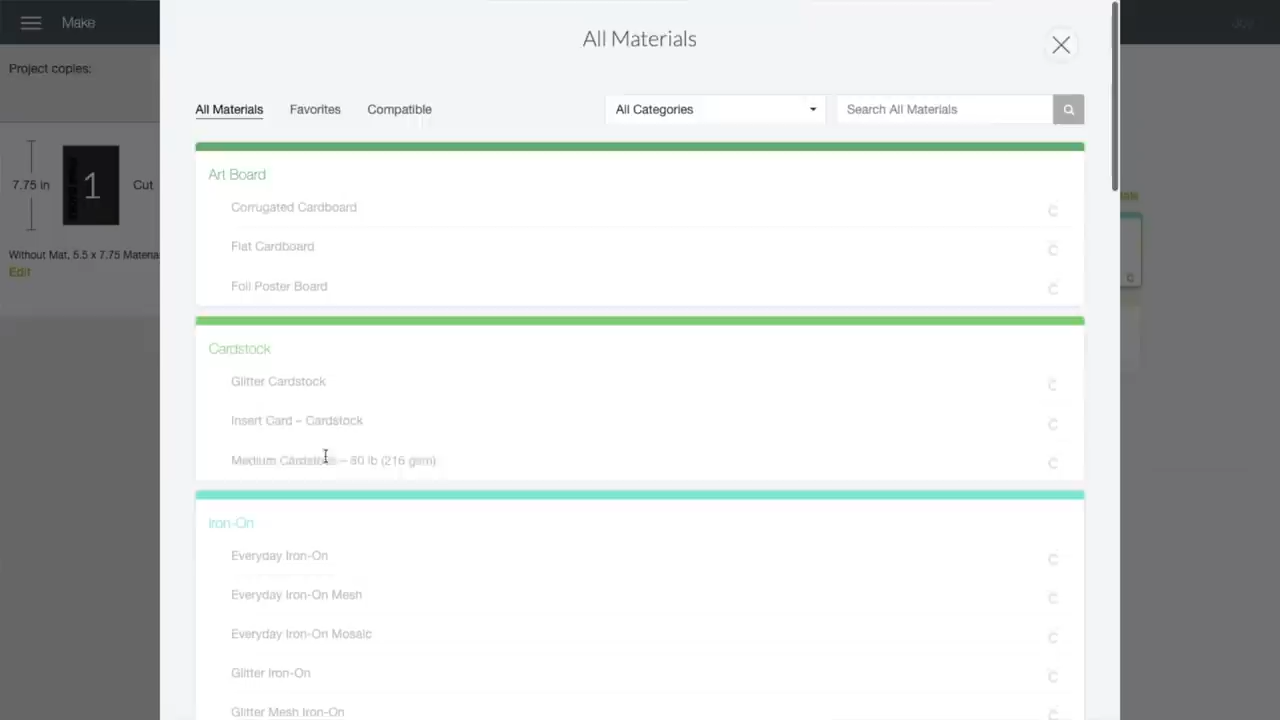 Make
All Materials
Joy
Project copies:
All Materials
Favorites
Compatible
All Categories
Search All Materials
Art Board
7.75 in
1
Cut
Corrugated Cardboard
Flat Cardboard
Without Mat, 5.5 x 7.75 Materia
Edit
Foil Poster Board
Cardstock
Glitter Cardstock
Insert Card – Cardstock
Medium Cardstock – 80 lb (216 gsm)
Iron-On
Everyday Iron-On
Everyday Iron-On Mesh
Everyday Iron-On Mosaic
Glitter Iron-On
Glitter Mesh Iron-On